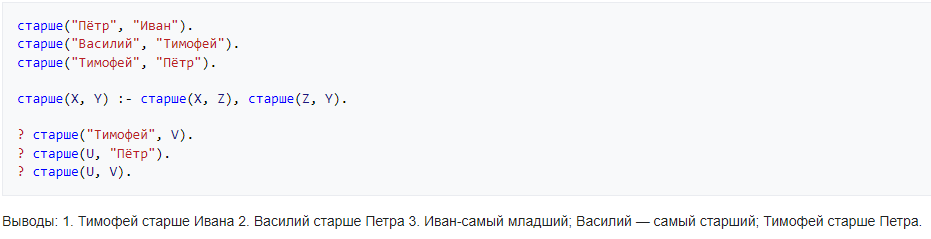 старше("Пётр", "Иван").
старше("Василий", "Тимофей").
старше("Тимофей", "Пётр").
старше(X, Y) :- старше(X, Z), старше(Z, Y).
? старше("Тимофей", V).
? старше(U, "Пётр").
? старше(U, V).
Выводы: 1. Тимофей старше Ивана 2. Василий старше Петра 3. Иван-самый младший; Василий — самый старший; Тимофей старше Петра.